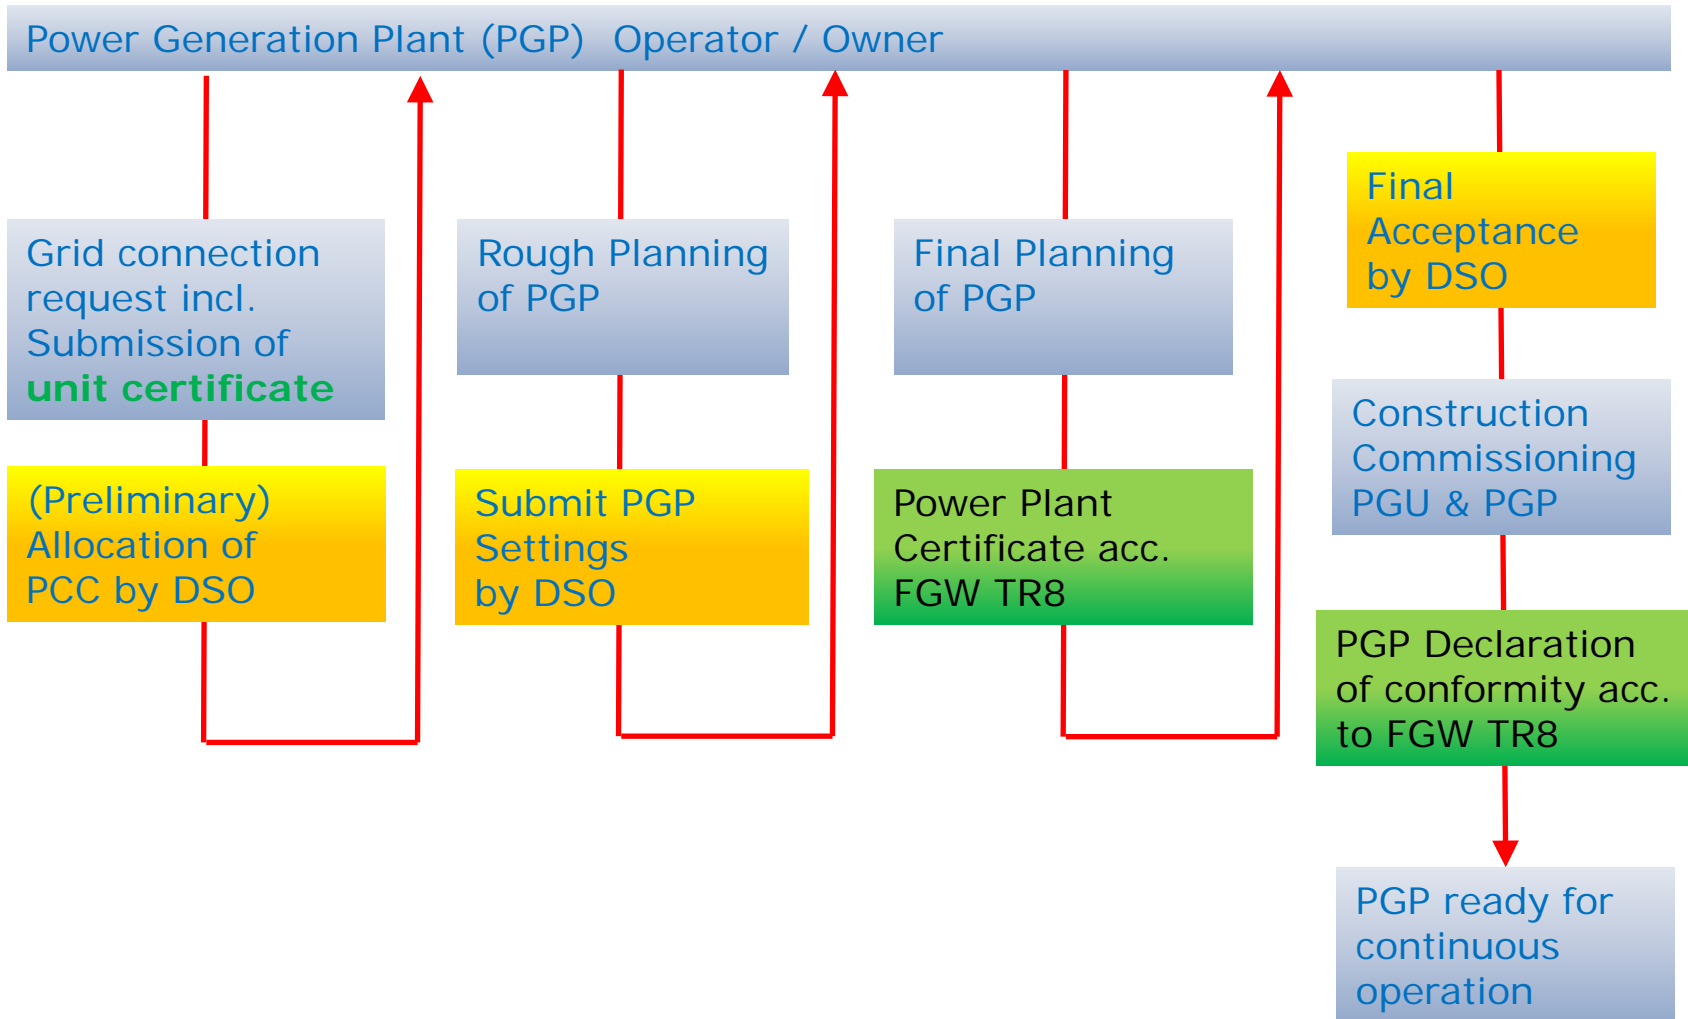 Power Generation Plant (PGP) Operator / Owner
Grid connection
request incl.
Submission of
unit certificate
(Preliminary)
Allocation of
PCC by DSO
Rough Planning
of PGP
Submit PGP
Settings
by DSO
Final Planning
of PGP
Power Plant
Certificate acc.
FGW TR8
Final
Acceptance
by DSO
Construction
Commissioning
PGU & PGP
PGP Declaration
of conformity acc.
to FGW TR8
PGP ready for
continuous
operation